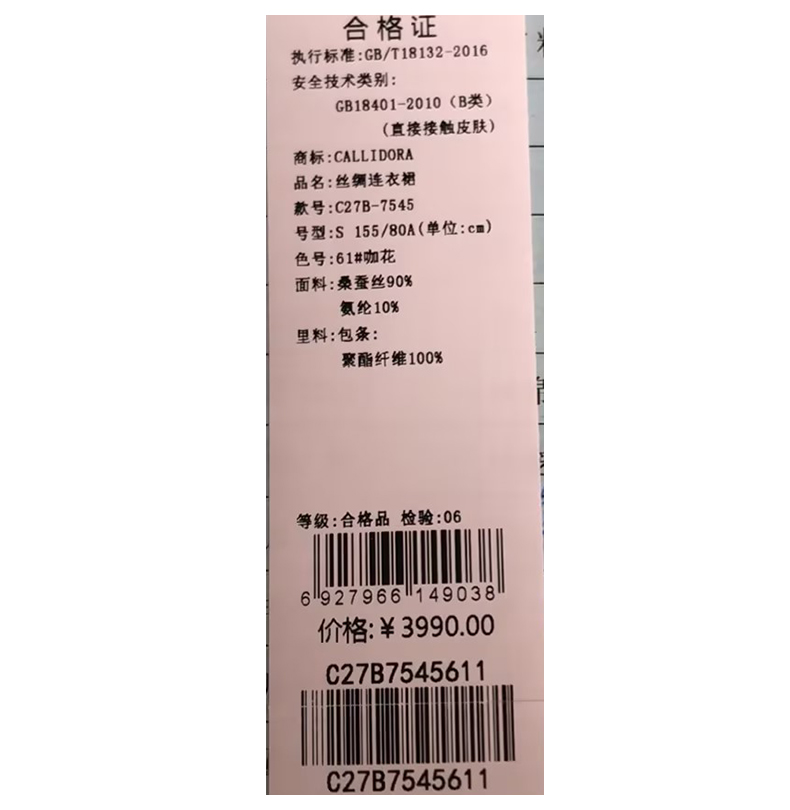 合格证
执行标准:GB/T18132-2016
安全技术类别:
GB18401-2010（B类）
(直接接触皮肤)
商标:CALLIDORA
品名:丝绸连衣裙
款号:C27B-7545
号型:S 155/80A(单位:cm)
色号:61#咖花
面料:桑蚕丝90%
氨纶10%
里料:包条:
聚酯纤维100%
等级:合格品 检验:06
6 927966 149038
价格:¥3990.00
C27B7545611
C27B7545611